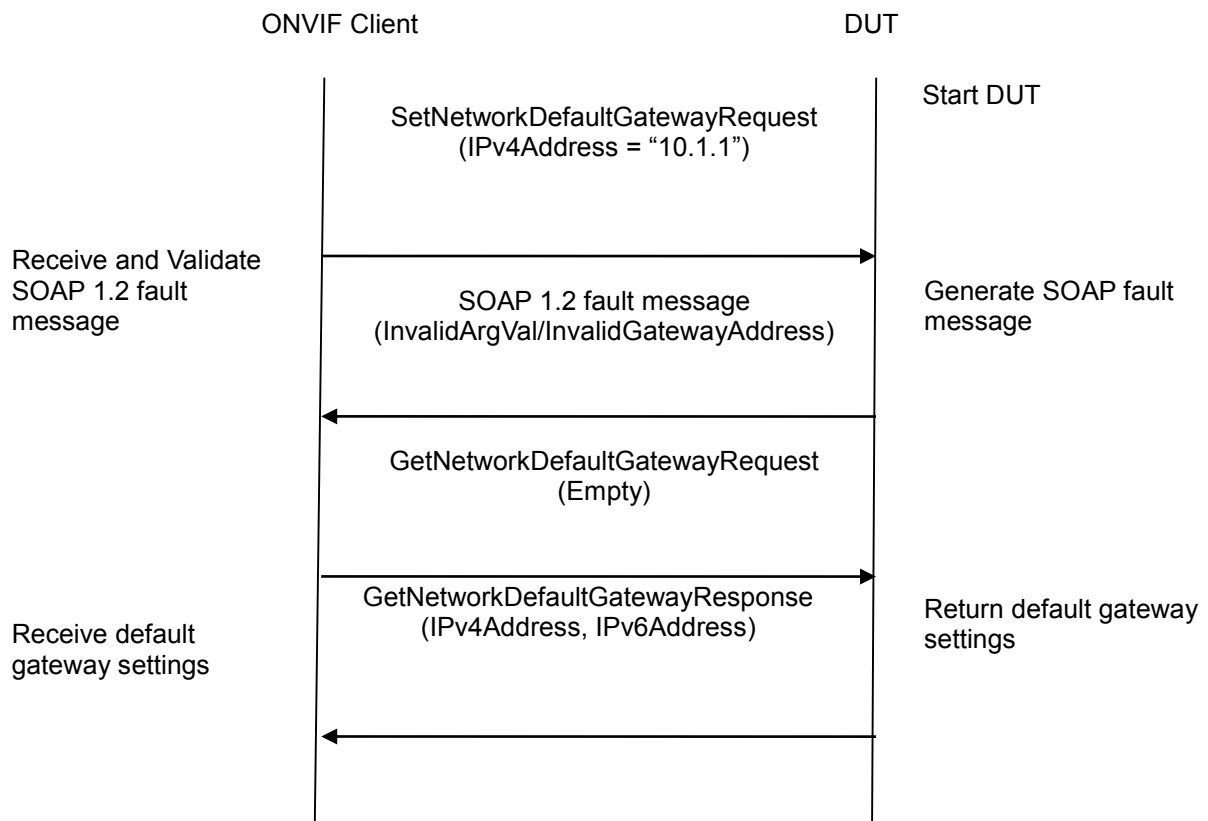 ONVIF Client
DUT
Start DUT
SetNetworkDefaultGatewayRequest
(IPv4Address = “10.1.1”)
Receive and Validate
SOAP 1.2 fault
message
SOAP 1.2 fault message
(InvalidArgVal/InvalidGatewayAddress)
Generate SOAP fault
message
GetNetworkDefaultGatewayRequest
(Empty)
GetNetworkDefaultGatewayResponse
(IPv4Address, IPv6Address)
Return default gateway
settings
Receive default
gateway settings